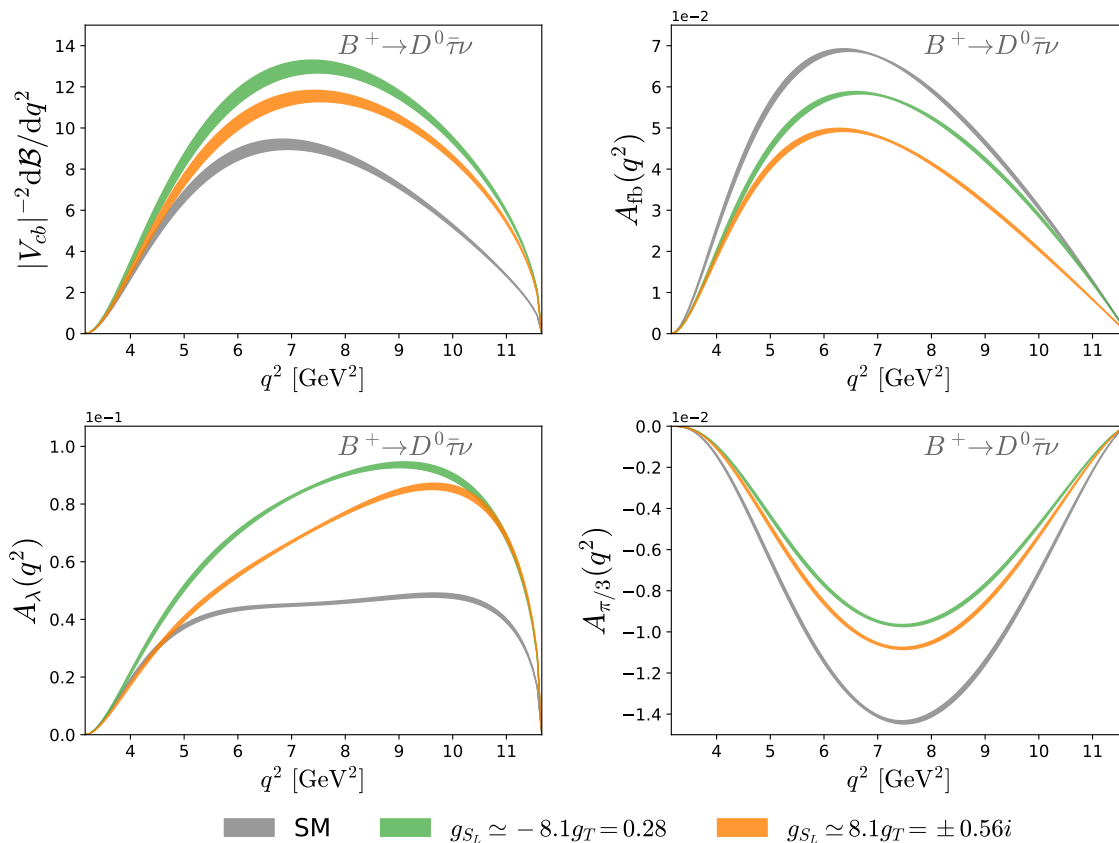 B⁺→D⁰τ̄ν
|V_cb|⁻²dℬ/dq²
14
12
10
8
6
4
2
0
4 5 6 7 8 9 10 11
q² [GeV²]
1e−2
B⁺→D⁰τ̄ν
A_fb(q²)
7
6
5
4
3
2
1
0
4 5 6 7 8 9 10 11
q² [GeV²]
1e−1
B⁺→D⁰τ̄ν
A_λ(q²)
1.0
0.8
0.6
0.4
0.2
0.0
4 5 6 7 8 9 10 11
q² [GeV²]
1e−2
B⁺→D⁰τ̄ν
A_π/3(q²)
0.0
−0.2
−0.4
−0.6
−0.8
−1.0
−1.2
−1.4
4 5 6 7 8 9 10 11
q² [GeV²]
SM g_{S_L} ≃ −8.1g_T = 0.28 g_{S_L} ≃ 8.1g_T = ±0.56i